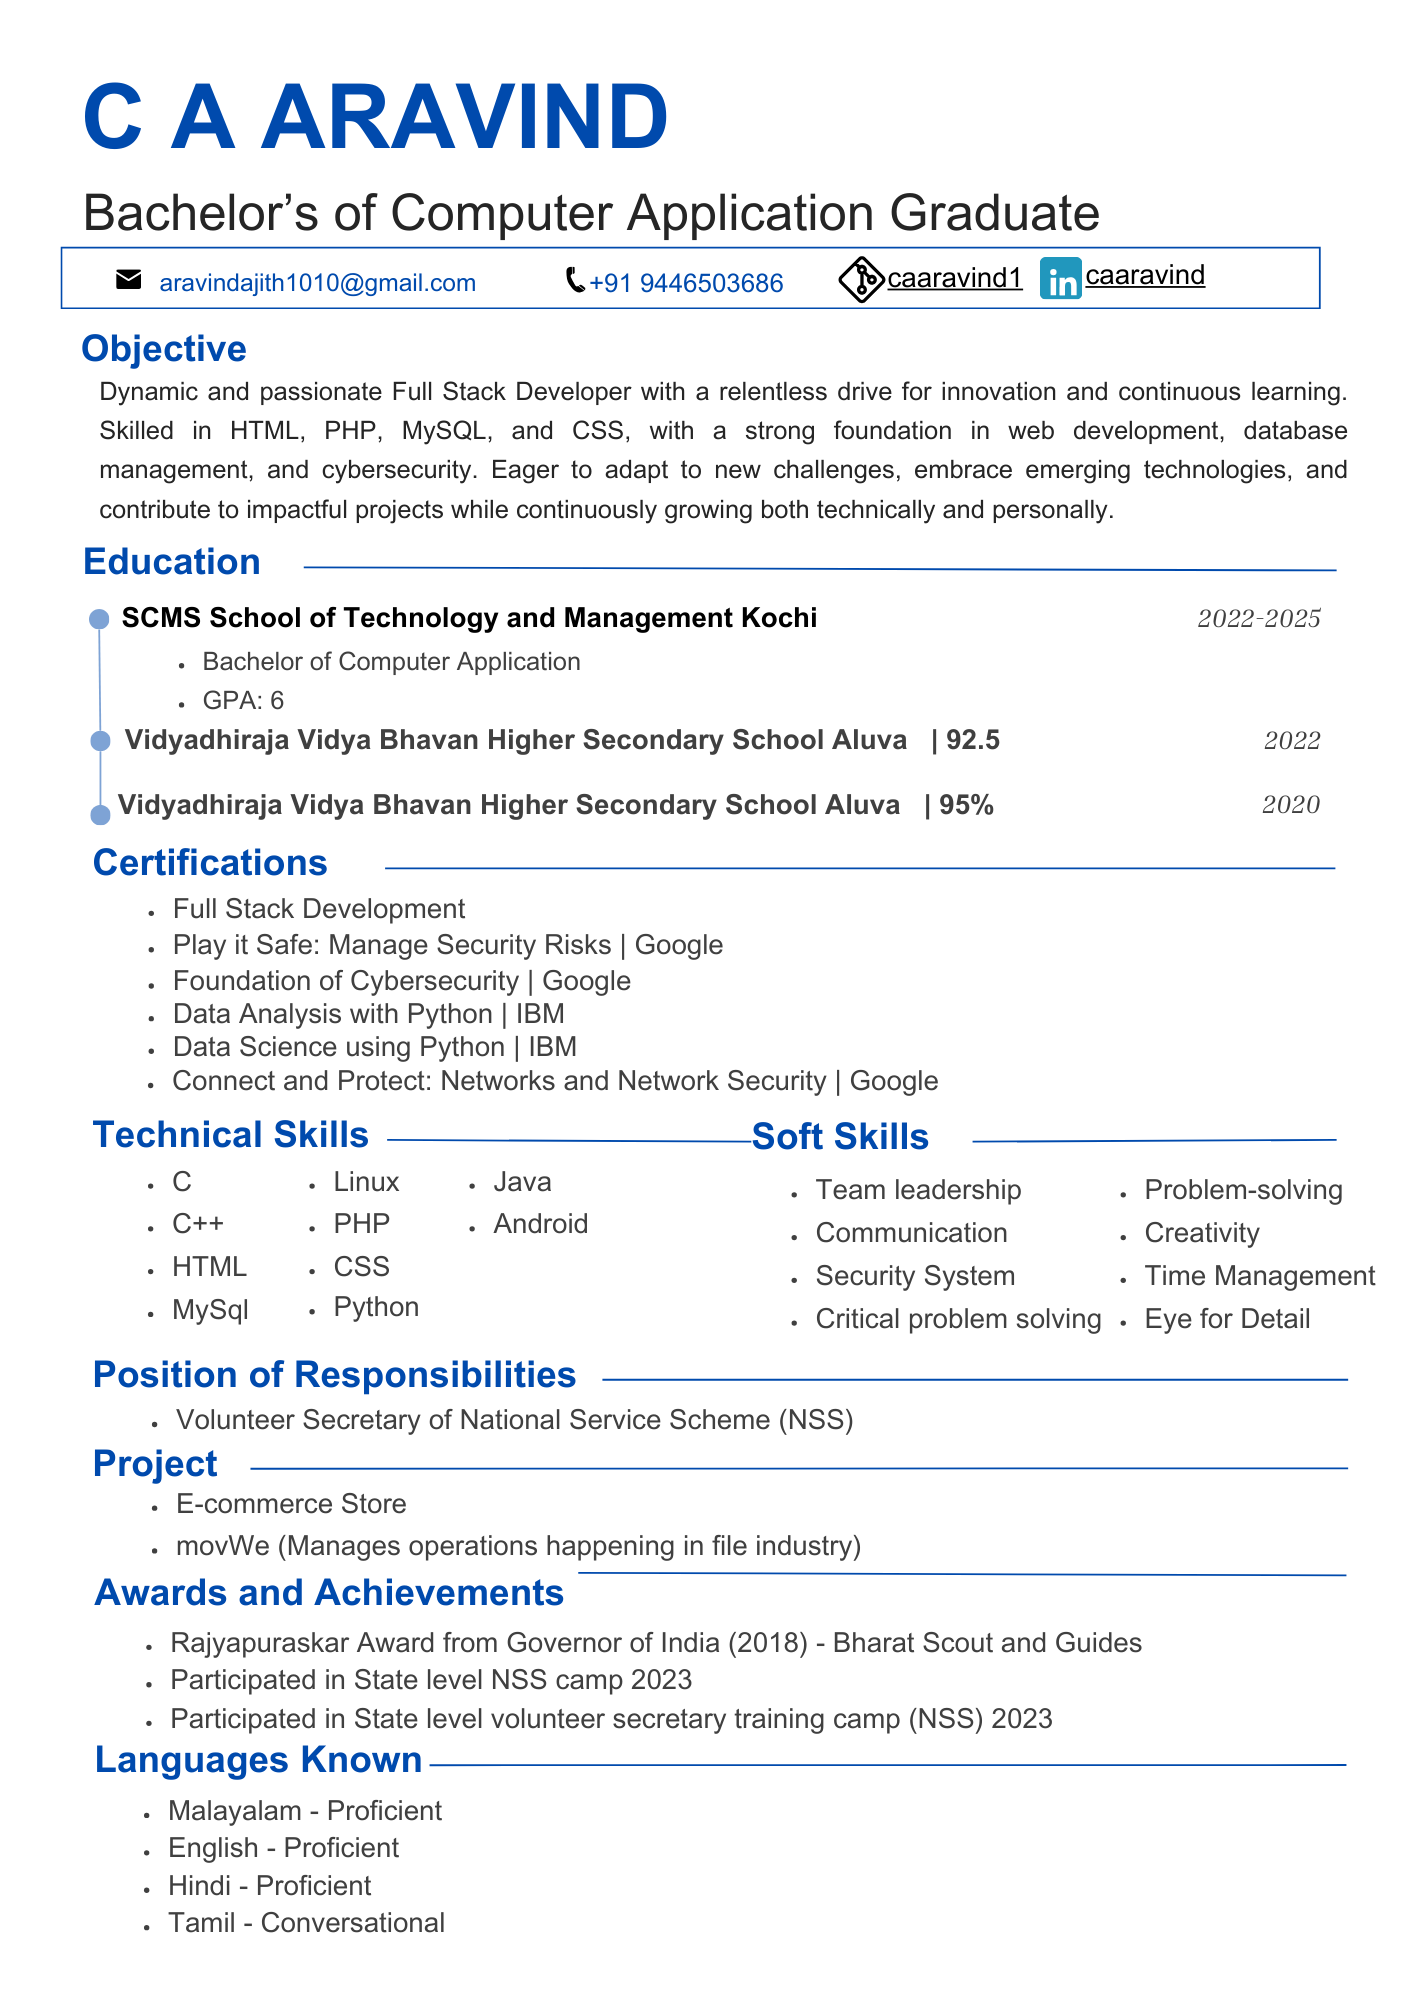 C A ARAVIND
Bachelor’s of Computer Application Graduate
aravindajith1010@gmail.com +91 9446503686 caaravind1 caaravind
Objective
Dynamic and passionate Full Stack Developer with a relentless drive for innovation and continuous learning.
Skilled in HTML, PHP, MySQL, and CSS, with a strong foundation in web development, database
management, and cybersecurity. Eager to adapt to new challenges, embrace emerging technologies, and
contribute to impactful projects while continuously growing both technically and personally.
Education
SCMS School of Technology and Management Kochi 2022-2025
• Bachelor of Computer Application
• GPA: 6
Vidyadhiraja Vidya Bhavan Higher Secondary School Aluva | 92.5 2022
Vidyadhiraja Vidya Bhavan Higher Secondary School Aluva | 95% 2020
Certifications
• Full Stack Development
• Play it Safe: Manage Security Risks | Google
• Foundation of Cybersecurity | Google
• Data Analysis with Python | IBM
• Data Science using Python | IBM
• Connect and Protect: Networks and Network Security | Google
Technical Skills
• C
• C++
• HTML
• MySql
• Linux
• PHP
• CSS
• Python
• Java
• Android
Soft Skills
• Team leadership
• Communication
• Security System
• Critical problem solving
• Problem-solving
• Creativity
• Time Management
• Eye for Detail
Position of Responsibilities
• Volunteer Secretary of National Service Scheme (NSS)
Project
• E-commerce Store
• movWe (Manages operations happening in file industry)
Awards and Achievements
• Rajyapuraskar Award from Governor of India (2018) - Bharat Scout and Guides
• Participated in State level NSS camp 2023
• Participated in State level volunteer secretary training camp (NSS) 2023
Languages Known
• Malayalam - Proficient
• English - Proficient
• Hindi - Proficient
• Tamil - Conversational